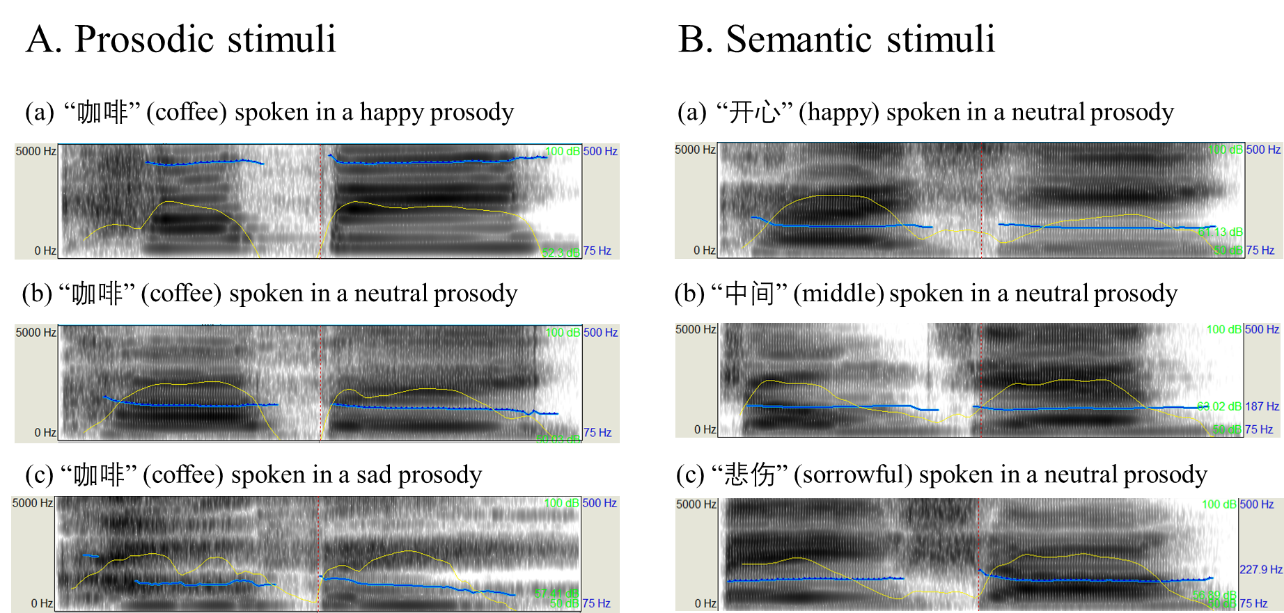 A. Prosodic stimuli
(a) “咖啡” (coffee) spoken in a happy prosody
5000 Hz
100 dB
500 Hz
0 Hz
75 Hz
(b) “咖啡” (coffee) spoken in a neutral prosody
5000 Hz
100 dB
500 Hz
0 Hz
75 Hz
(c) “咖啡” (coffee) spoken in a sad prosody
5000 Hz
100 dB
500 Hz
0 Hz
50 dB
75 Hz
B. Semantic stimuli
(a) “开心” (happy) spoken in a neutral prosody
5000 Hz
100 dB
500 Hz
0 Hz
75 Hz
(b) “中间” (middle) spoken in a neutral prosody
5000 Hz
100 dB
500 Hz
187 Hz
0 Hz
75 Hz
(c) “悲伤” (sorrowful) spoken in a neutral prosody
5000 Hz
100 dB
500 Hz
227.9 Hz
0 Hz
75 Hz